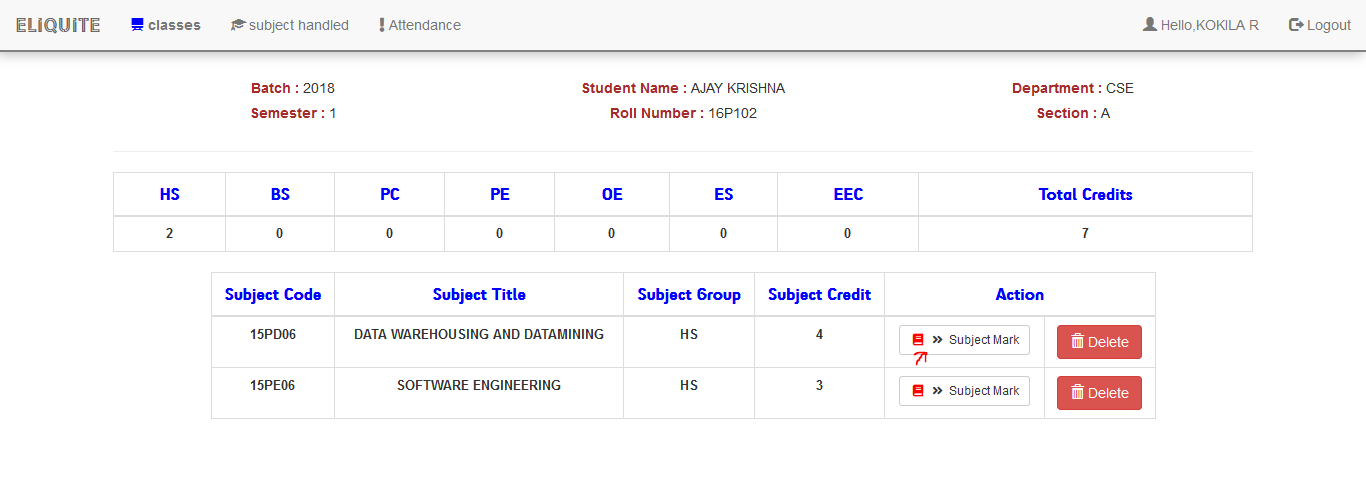 ELiQUiTE classes subject handled Attendance Hello,KOKILA R Logout
Batch : 2018 Student Name : AJAY KRISHNA Department : CSE
Semester : 1 Roll Number : 16P102 Section : A
HS BS PC PE OE ES EEC Total Credits
2 0 0 0 0 0 0 7
Subject Code Subject Title Subject Group Subject Credit Action
15PD06 DATA WAREHOUSING AND DATAMINING HS 4 » Subject Mark Delete
15PE06 SOFTWARE ENGINEERING HS 3 » Subject Mark Delete